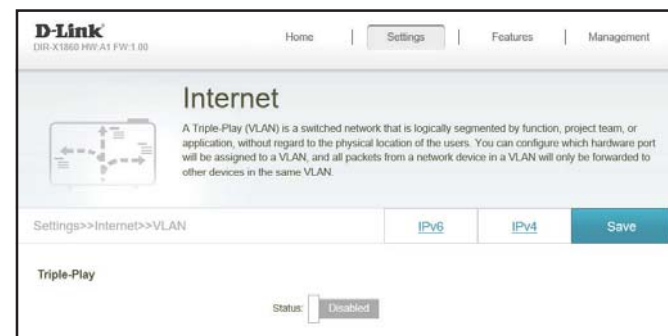 D-Link
DIR-X1860 HW:A1 FW:1.00
Home | Settings | Features | Management
Internet
A Triple-Play (VLAN) is a switched network that is logically segmented by function, project team, or
application, without regard to the physical location of the users. You can configure which hardware port
will be assigned to a VLAN, and all packets from a network device in a VLAN will only be forwarded to
other devices in the same VLAN.
Settings>>Internet>>VLAN
IPv6
IPv4
Save
Triple-Play
Status: Disabled